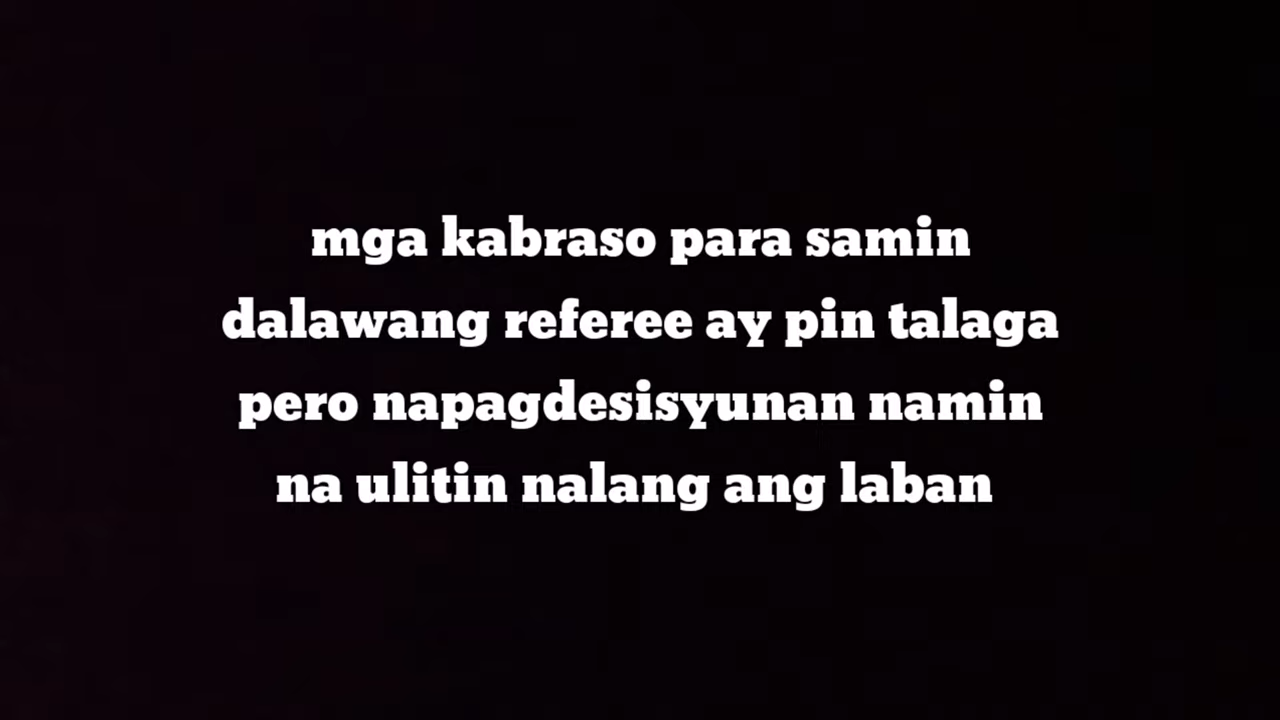 mga kabraso para samin
dalawang referee ay pin talaga
pero napagdesisyunan namin
na ulitin nalang ang laban